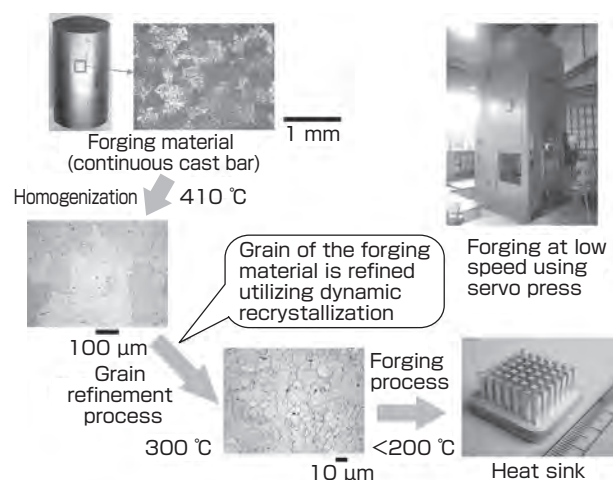 1 mm
Forging material
(continuous cast bar)
Homogenization
410 ℃
Grain of the forging
material is refined
utilizing dynamic
recrystallization
Forging at low
speed using
servo press
100 µm
Grain
refinement
process
300 ℃
Forging
process
<200 ℃
10 µm
Heat sink